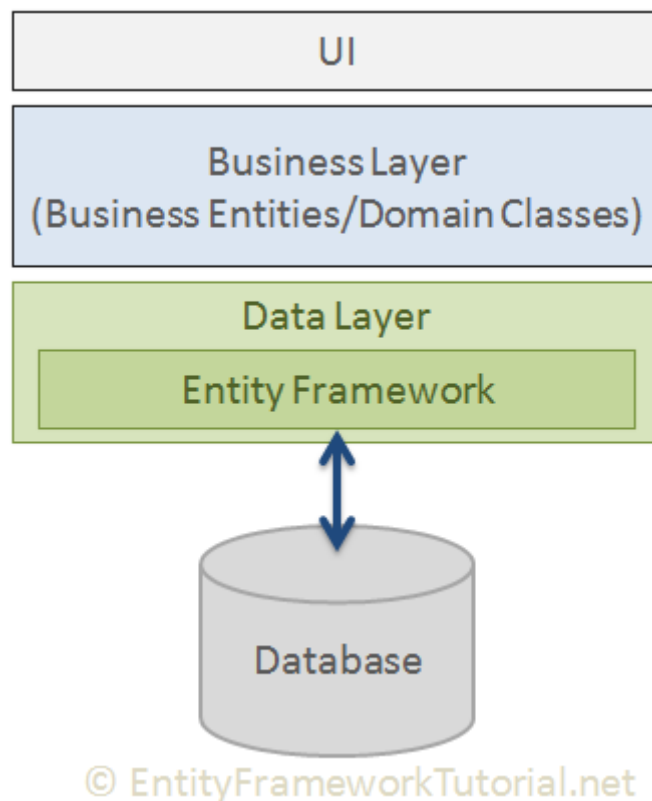 UI
Business Layer
(Business Entities/Domain Classes)
Data Layer
Entity Framework
Database
© EntityFrameworkTutorial.net